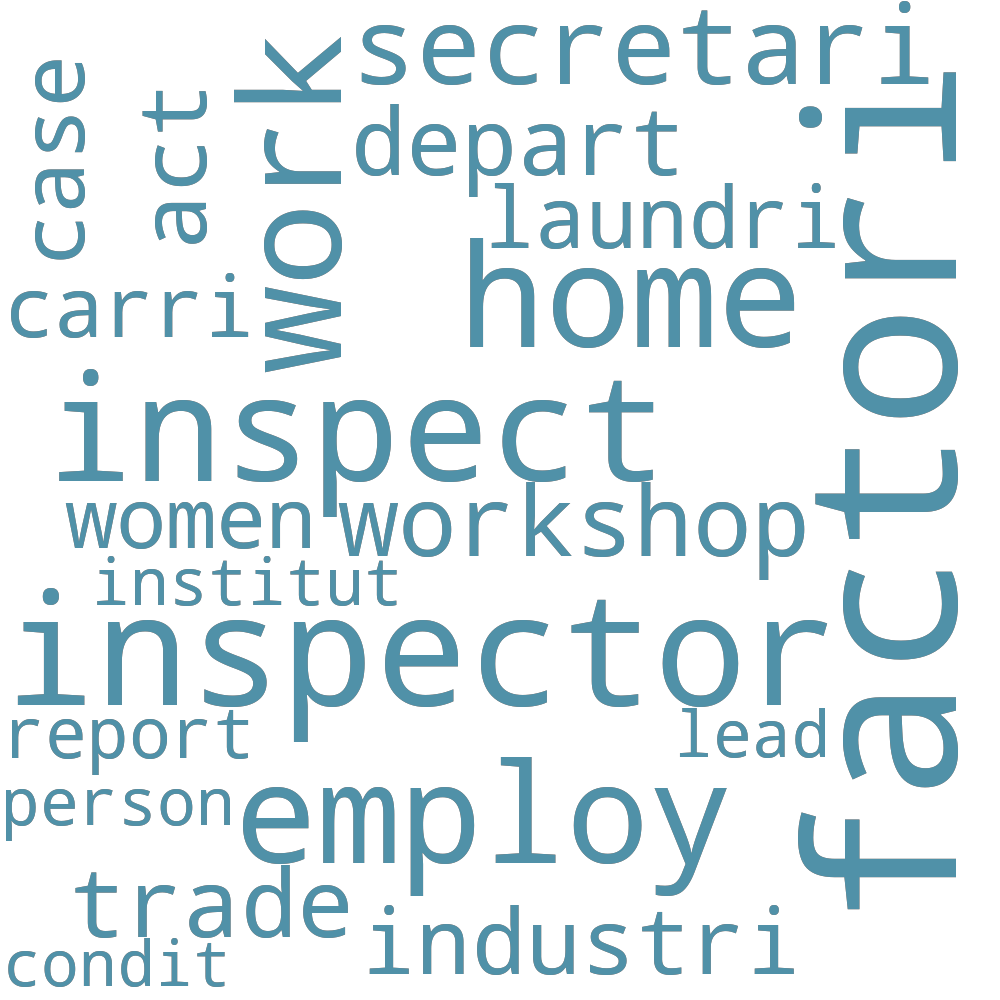 secretari
case
act
work
depart
laundri
home
carri
factori
inspect
women
workshop
institut
inspector
report
lead
person
employ
trade
industri
condit